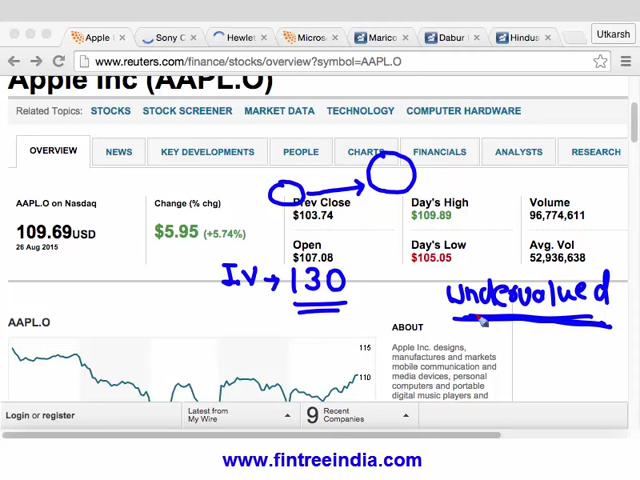 Apple I
Sony C
Hewlet
Micros
Marico
Dabur
Hindus
Utkarsh
www.reuters.com/finance/stocks/overview?symbol=AAPL.O
Apple Inc (AAPL.O)
Related Topics: STOCKS STOCK SCREENER MARKET DATA TECHNOLOGY COMPUTER HARDWARE
OVERVIEW NEWS KEY DEVELOPMENTS PEOPLE CHARTS FINANCIALS ANALYSTS RESEARCH
AAPL.O on Nasdaq
109.69USD
26 Aug 2015
Change (% chg)
$5.95 (+5.74%)
Prev Close
$103.74
Open
$107.08
Day's High
$109.89
Day's Low
$105.05
Volume
96,774,611
Avg. Vol
52,936,638
I.V → 130
undervalued
AAPL.O
115
110
ABOUT
Apple Inc. designs,
manufactures and markets
mobile communication and
media devices, personal
computers and portable
digital music players and
Login or register
Latest from
My Wire
9 Recent
Companies
www.fintreeindia.com